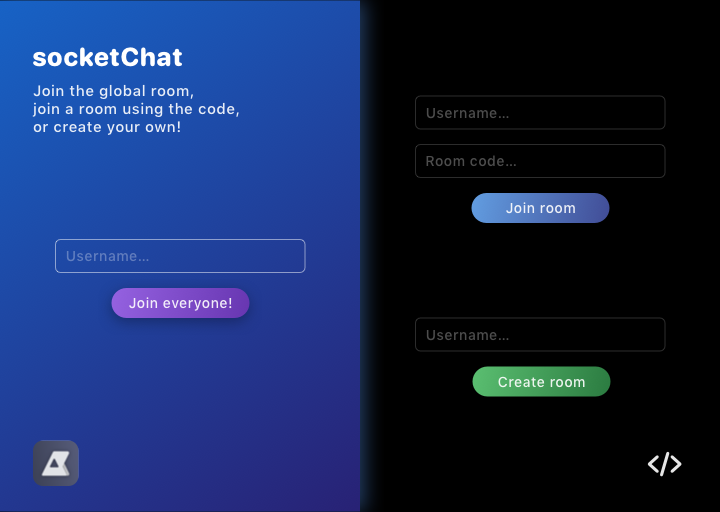 socketChat
Join the global room,
join a room using the code,
or create your own!
Username...
Join everyone!
Username...
Room code...
Join room
Username...
Create room
</>